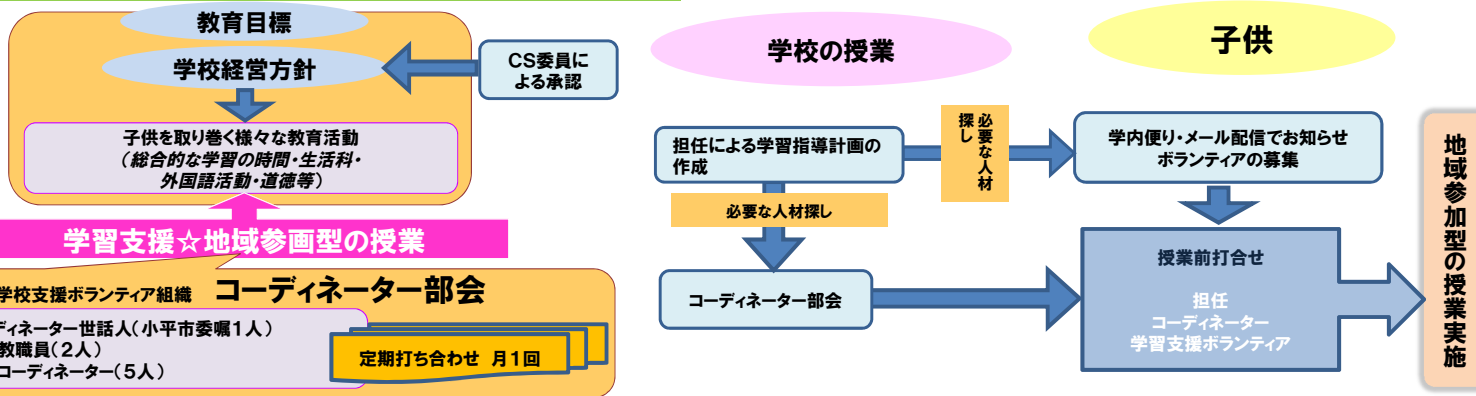 教育目標
学校経営方針
CS委員に
よる承認
子供を取り巻く様々な教育活動
(総合的な学習の時間・生活科・
外国語活動・道徳等)
学習支援☆地域参画型の授業
学校支援ボランティア組織 コーディネーター部会
ディネーター世話人(小平市委嘱1人)
教職員(2人)
コーディネーター(5人)
定期打ち合わせ 月1回
学校の授業
子供
担任による学習指導計画の
作成
必要な人材
探し
学内便り・メール配信でお知らせ
ボランティアの募集
必要な人材探し
コーディネーター部会
授業前打合せ
担任
コーディネーター
学習支援ボランティア
地域参加型の授業実施